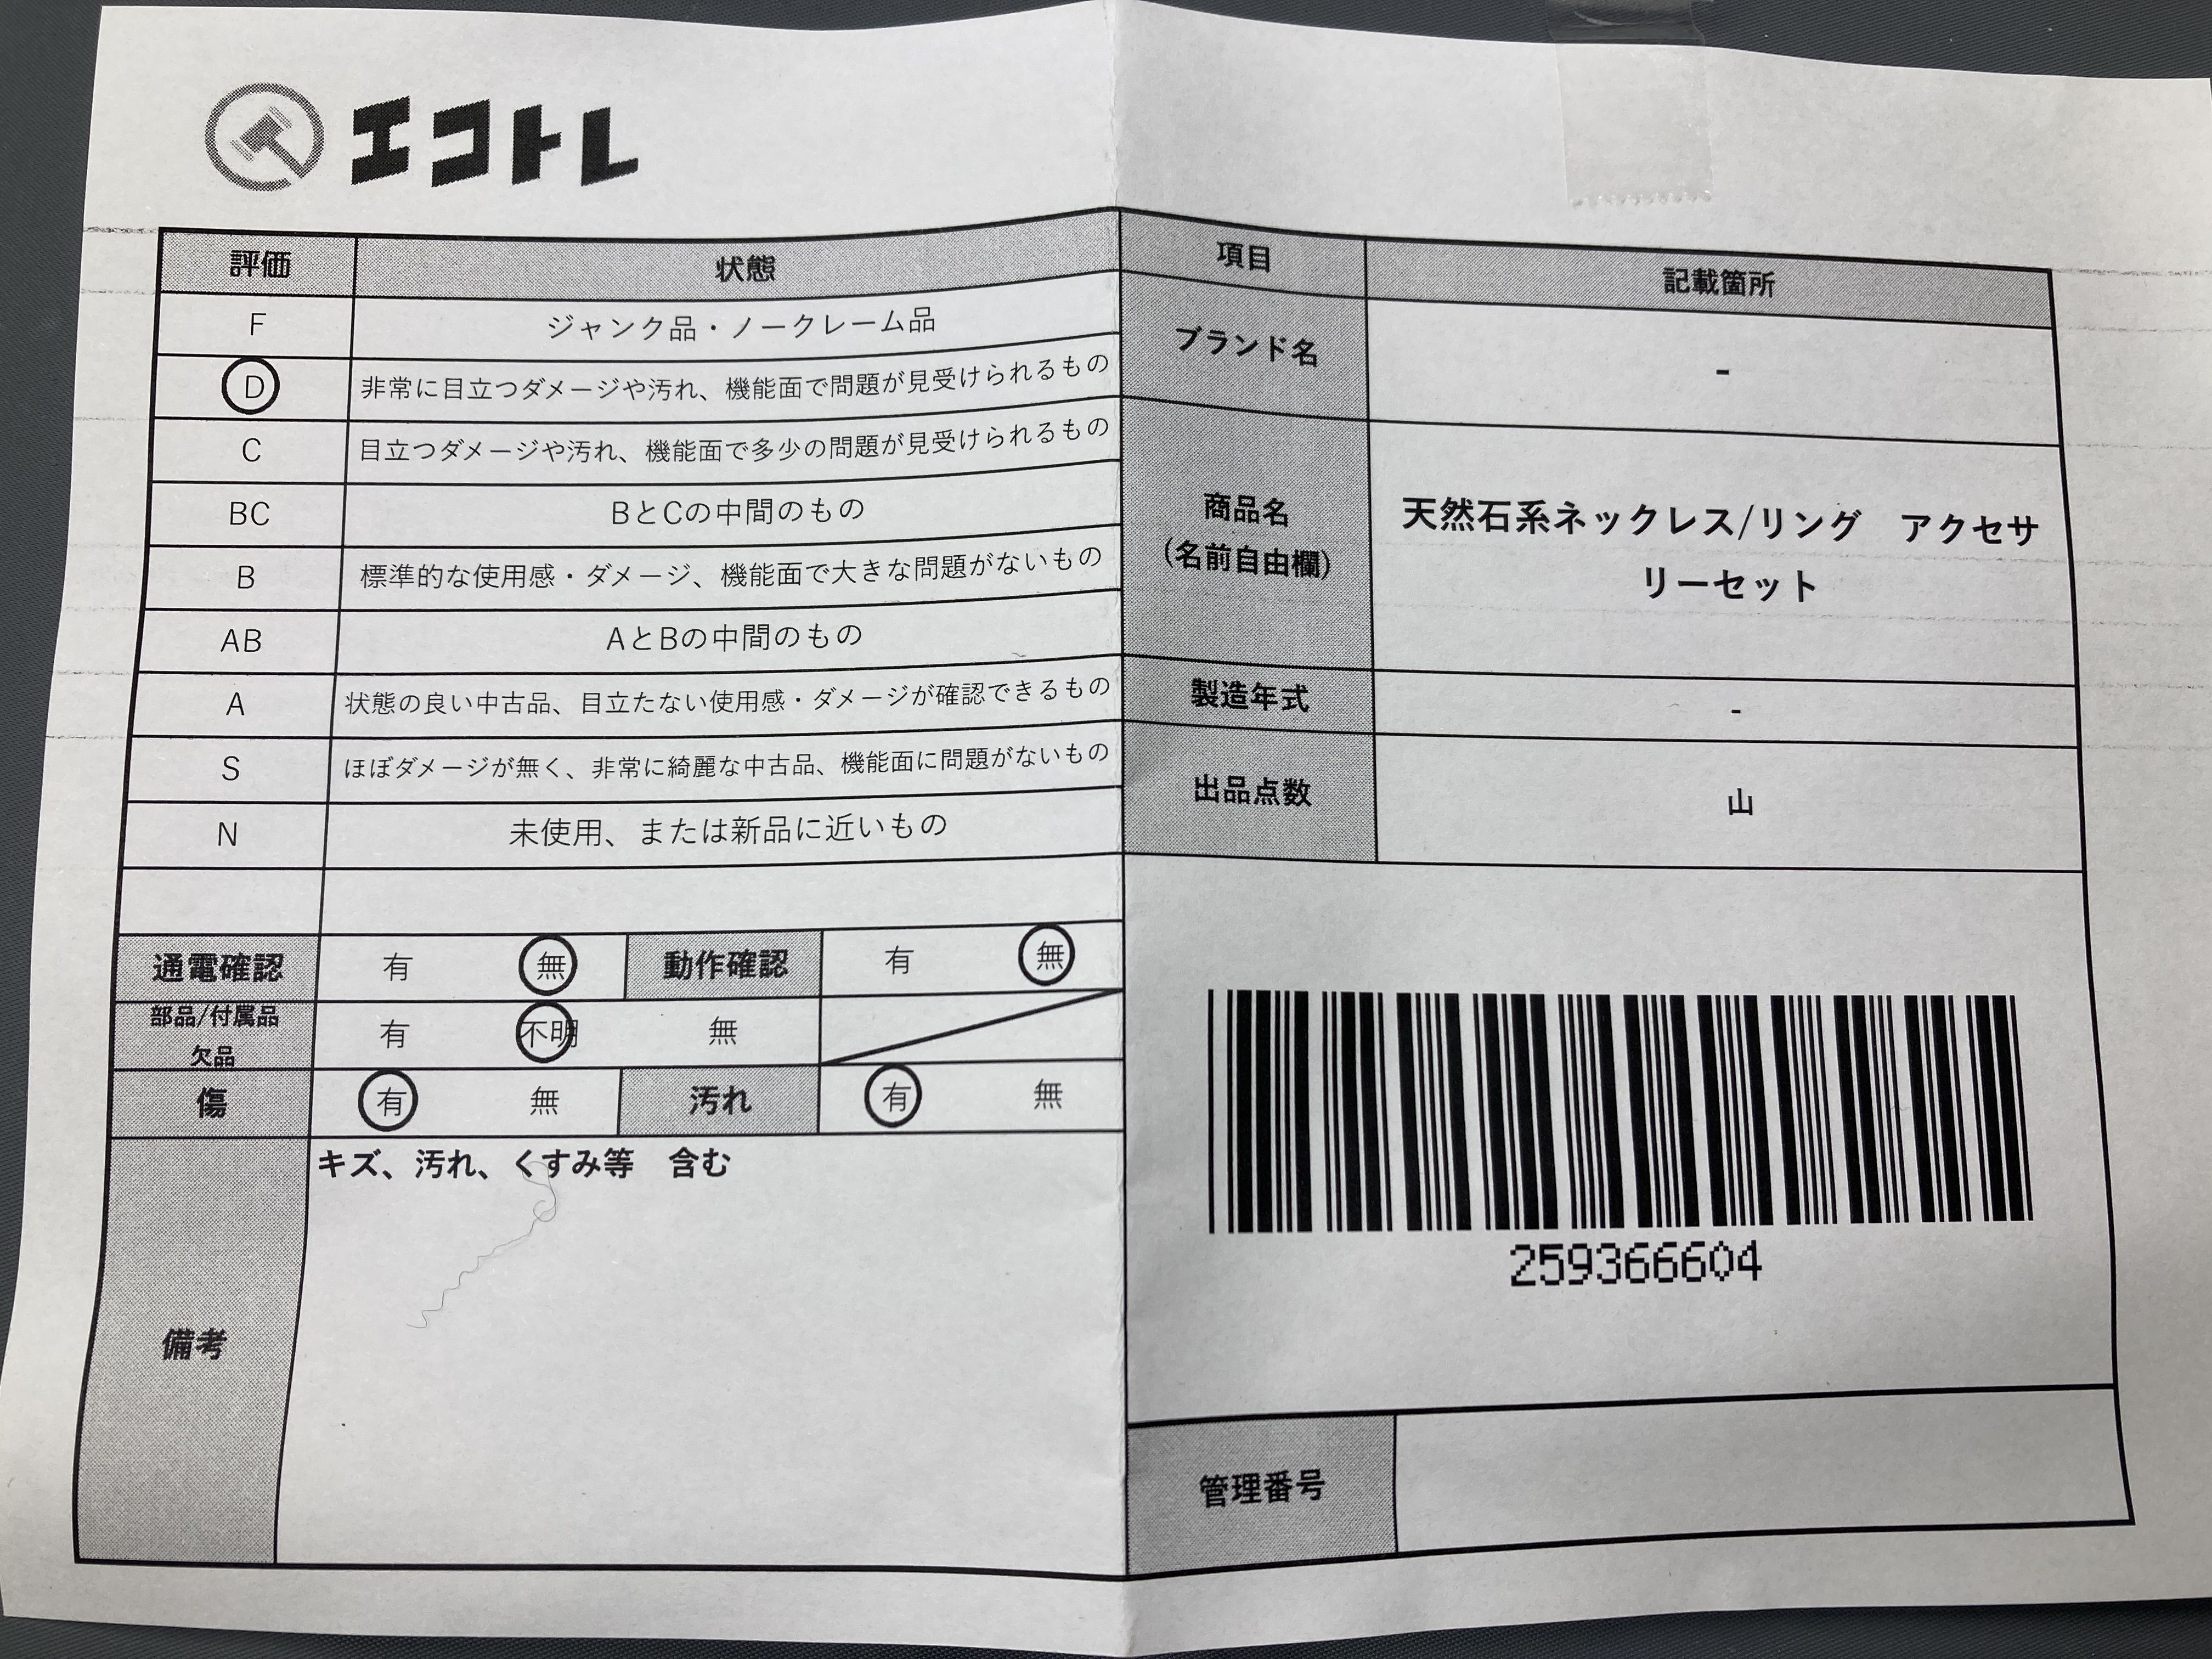 エコトレ
評価 状態
F ジャンク品・ノークレーム品
D 非常に目立つダメージや汚れ、機能面で問題が見受けられるもの
C 目立つダメージや汚れ、機能面で多少の問題が見受けられるもの
BC BとCの中間のもの
B 標準的な使用感・ダメージ、機能面で大きな問題がないもの
AB AとBの中間のもの
A 状態の良い中古品、目立たない使用感・ダメージが確認できるもの
S ほぼダメージが無く、非常に綺麗な中古品、機能面に問題がないもの
N 未使用、または新品に近いもの
通電確認 有 無 動作確認 有 無
部品/付属品
欠品
有 不明 無
傷 有 無 汚れ 有 無
備考
キズ、汚れ、くすみ等　含む
項目 記載箇所
ブランド名 -
商品名
(名前自由欄)
天然石系ネックレス/リング　アクセサ
リーセット
製造年式 -
出品点数 山
259366604
管理番号